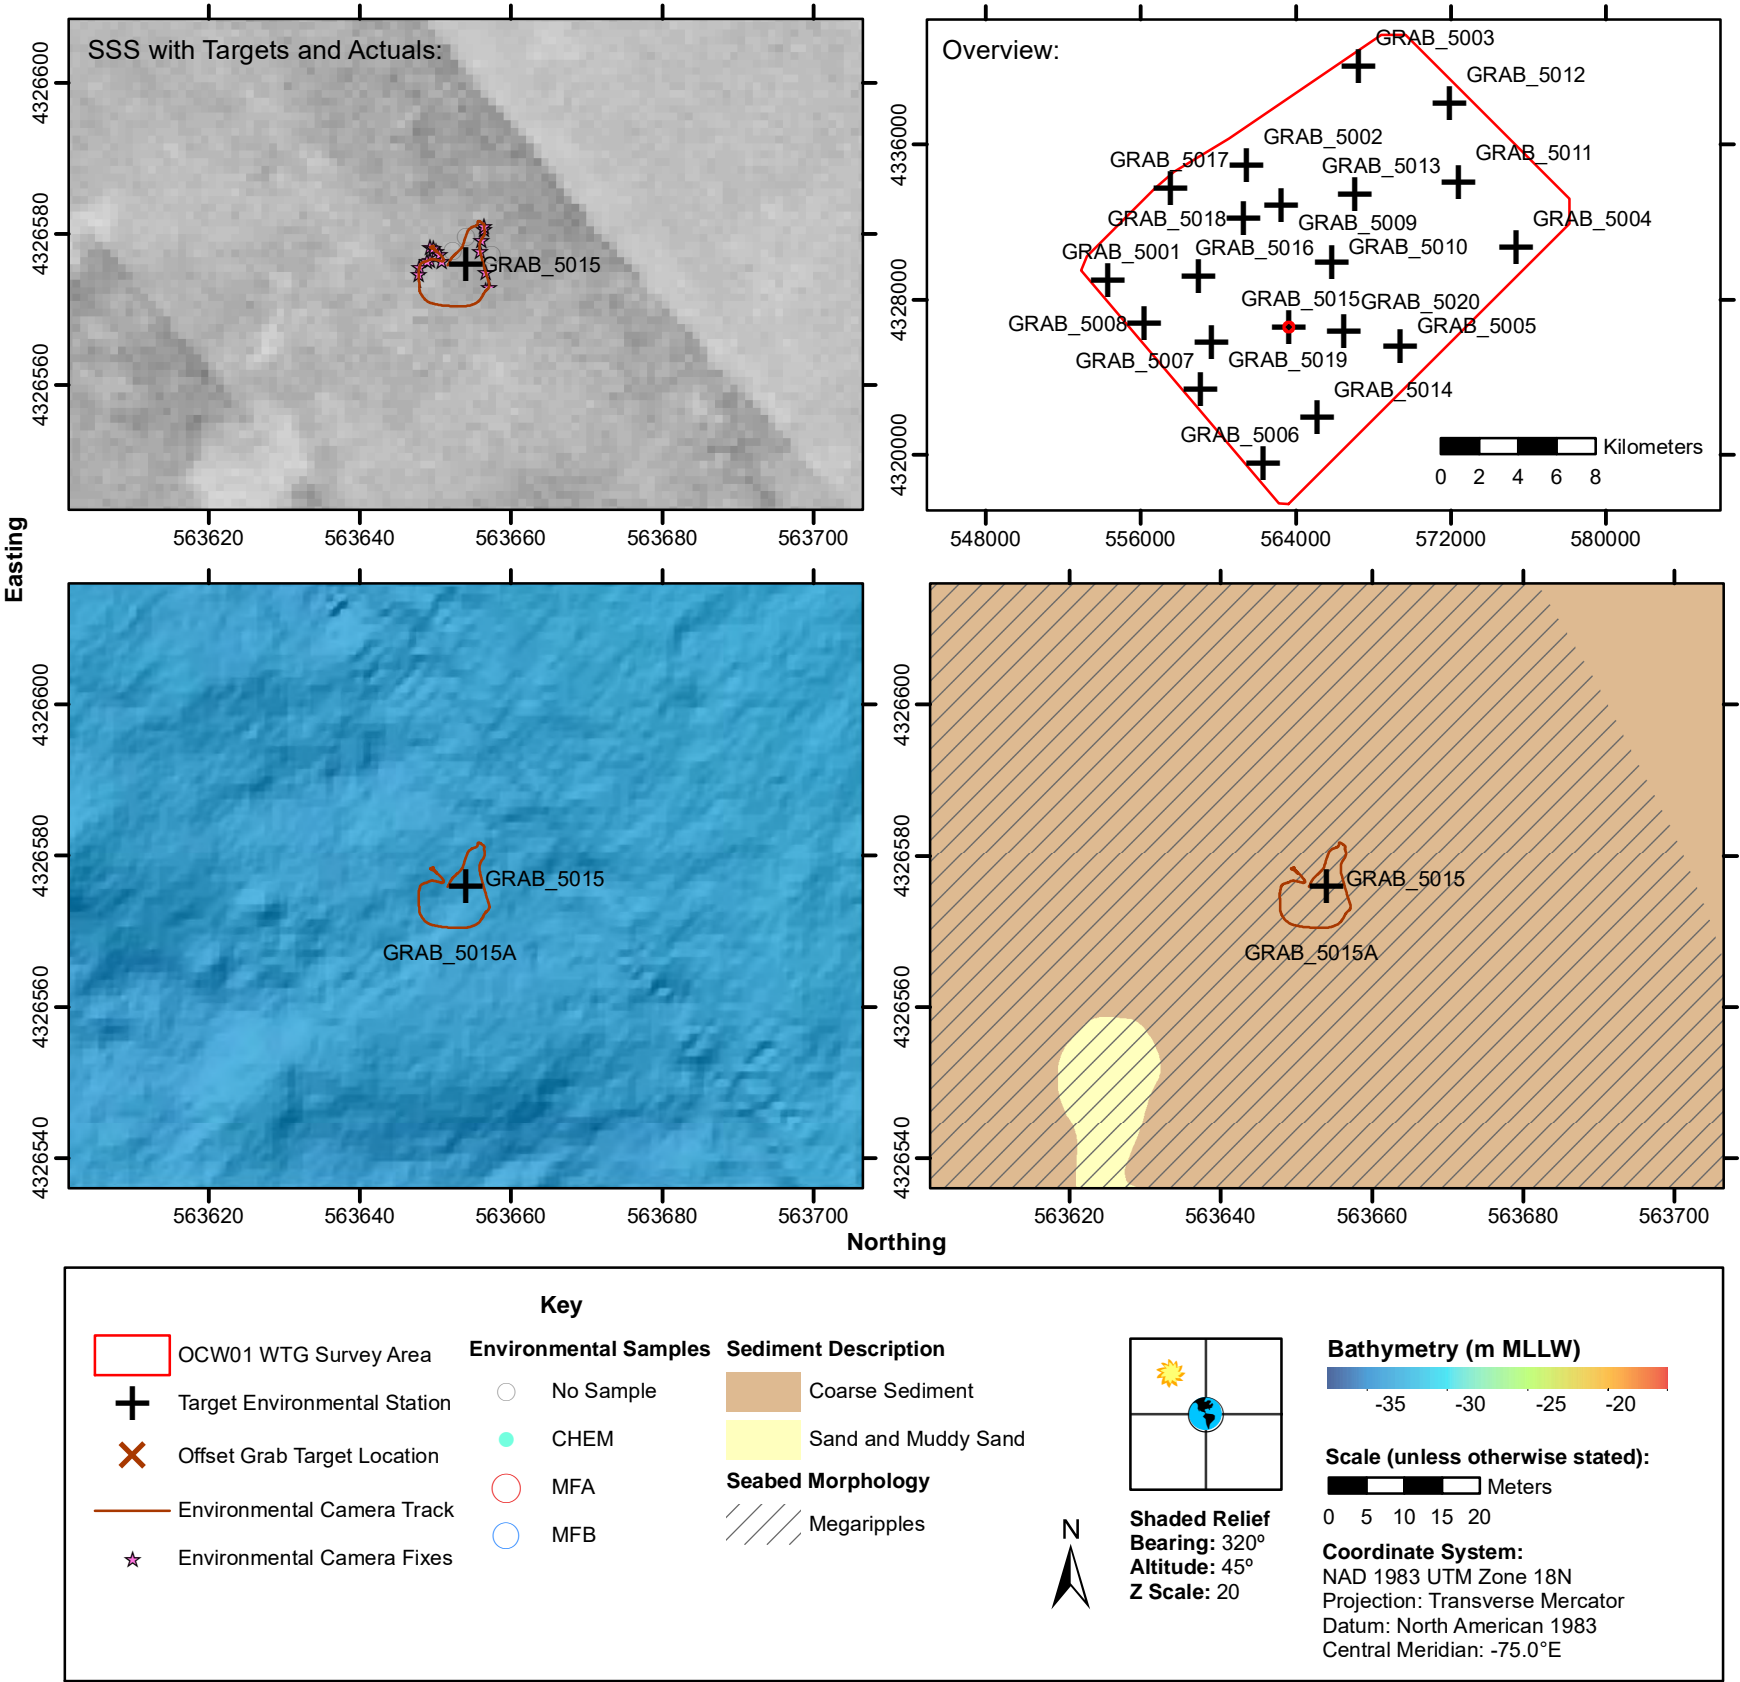 SSS with Targets and Actuals:
4326600
4326580
4326560
GRAB_5015
563620
563640
563660
563680
563700
Overview:
4336000
4328000
4320000
GRAB_5003
GRAB_5012
GRAB_5002
GRAB_5017
GRAB_5013
GRAB_5011
GRAB_5018
GRAB_5009
GRAB_5004
GRAB_5001
GRAB_5016
GRAB_5010
GRAB_5015
GRAB_5020
GRAB_5008
GRAB_5005
GRAB_5007
GRAB_5019
GRAB_5014
GRAB_5006
Kilometers
0 2 4 6 8
548000
556000
564000
572000
580000
Easting
4326600
4326580
4326560
4326540
GRAB_5015
GRAB_5015A
563620
563640
563660
563680
563700
4326600
4326580
4326560
4326540
GRAB_5015
GRAB_5015A
563620
563640
563660
563680
563700
Northing
Key
OCW01 WTG Survey Area
Target Environmental Station
Offset Grab Target Location
Environmental Camera Track
Environmental Camera Fixes
Environmental Samples
No Sample
CHEM
MFA
MFB
Sediment Description
Coarse Sediment
Sand and Muddy Sand
Seabed Morphology
Megaripples
N
Shaded Relief
Bearing: 320º
Altitude: 45º
Z Scale: 20
Bathymetry (m MLLW)
-35 -30 -25 -20
Scale (unless otherwise stated):
Meters
0 5 10 15 20
Coordinate System:
NAD 1983 UTM Zone 18N
Projection: Transverse Mercator
Datum: North American 1983
Central Meridian: -75.0°E